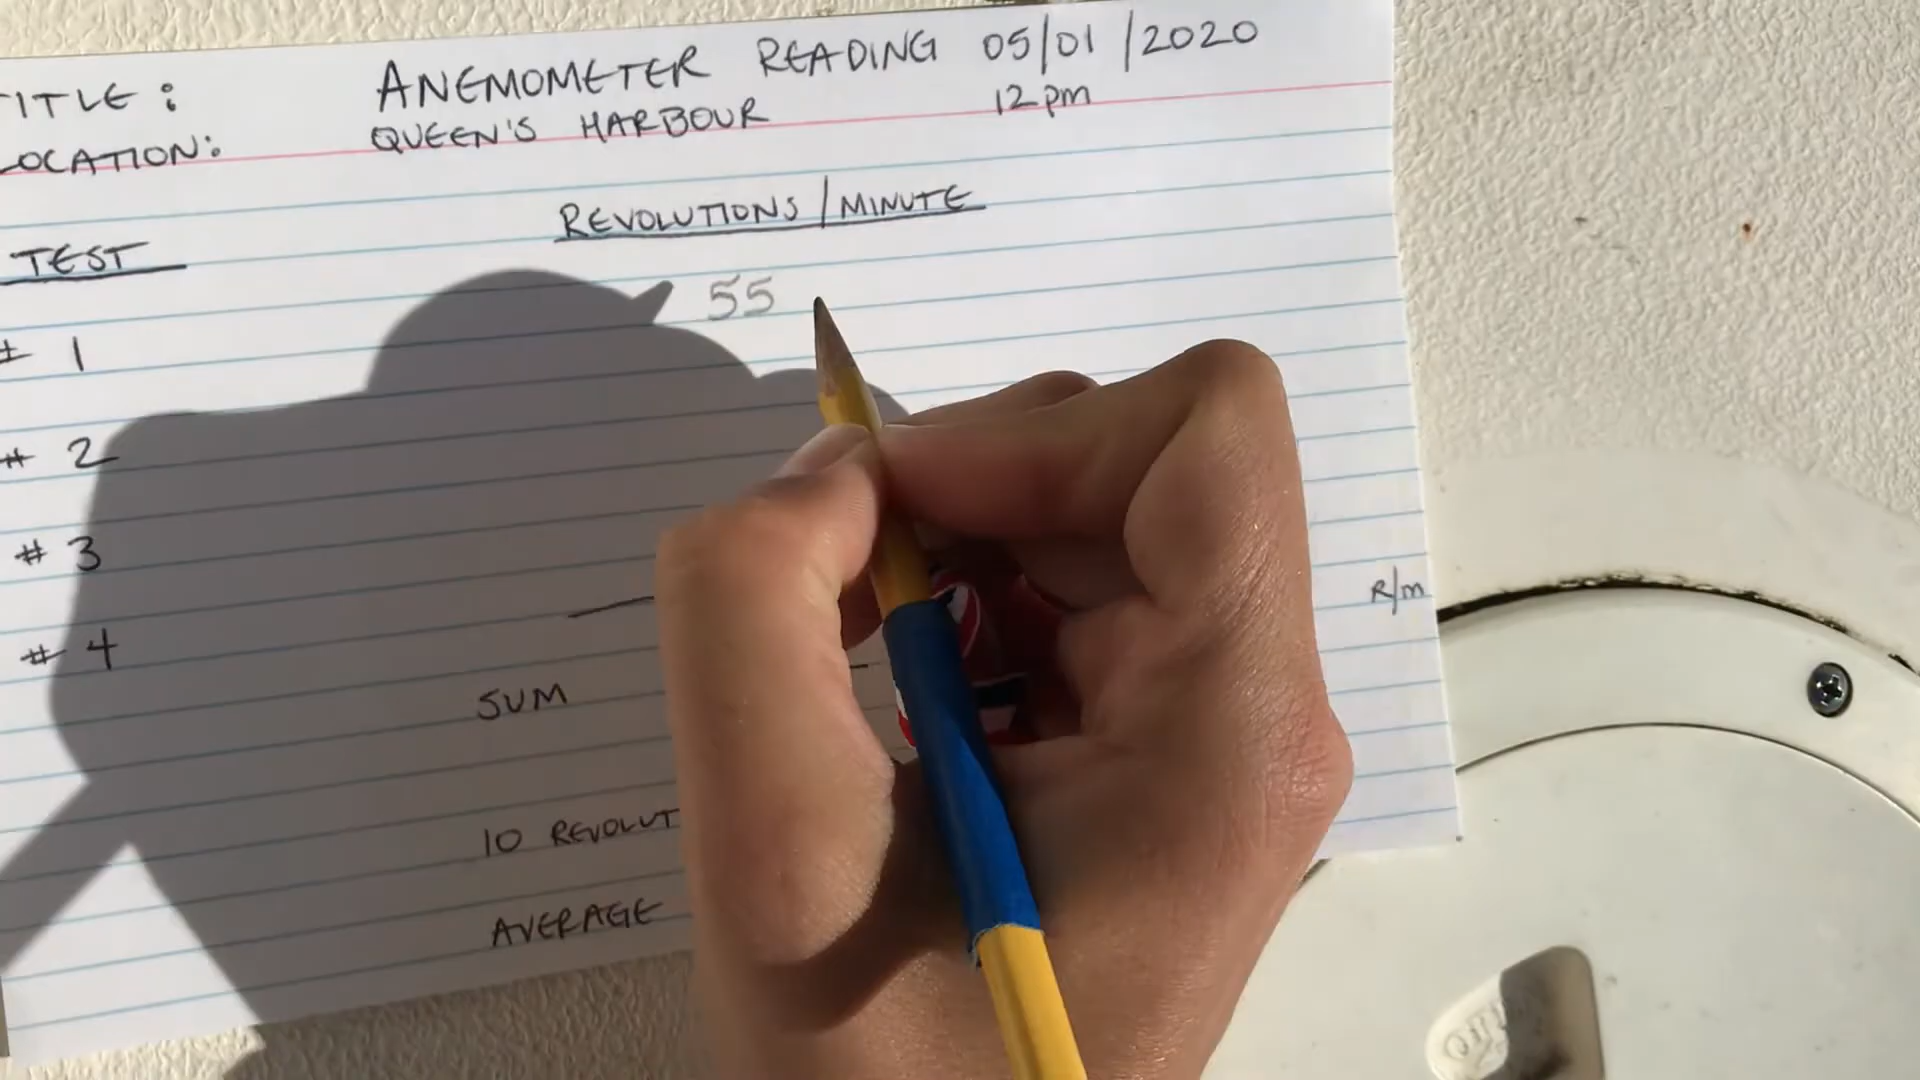 TITLE: ANEMOMETER READING 05/01/2020
LOCATION: QUEEN'S HARBOUR 12pm
TEST REVOLUTIONS/MINUTE
# 1 55
# 2
# 3
R/m
# 4
SUM
10 REVOLUT
AVERAGE